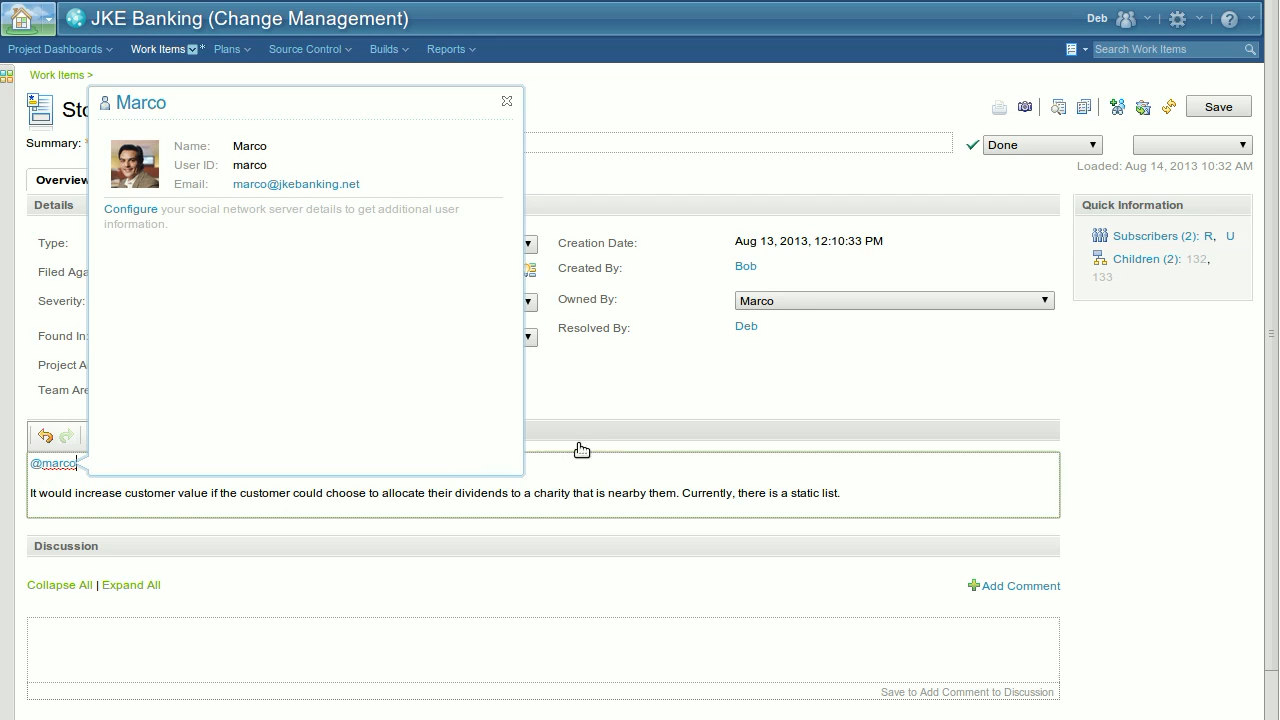 JKE Banking (Change Management)
Deb
Project Dashboards
Work Items
*
Plans
Source Control
Builds
Reports
Search Work Items
Work Items >
Marco
Save
Summary:
Done
Loaded: Aug 14, 2013 10:32 AM
Name: Marco
User ID: marco
Email: marco@jkebanking.net
Configure your social network server details to get additional user
information.
Overview
Details
Quick Information
Type:
Creation Date: Aug 13, 2013, 12:10:33 PM
Subscribers (2): R, U
Filed Aga
Created By: Bob
Children (2): 132,
133
Severity:
Owned By: Marco
Found In:
Resolved By: Deb
Project A
Team Are
@marco
It would increase customer value if the customer could choose to allocate their dividends to a charity that is nearby them. Currently, there is a static list.
Discussion
Collapse All | Expand All
Add Comment
Save to Add Comment to Discussion